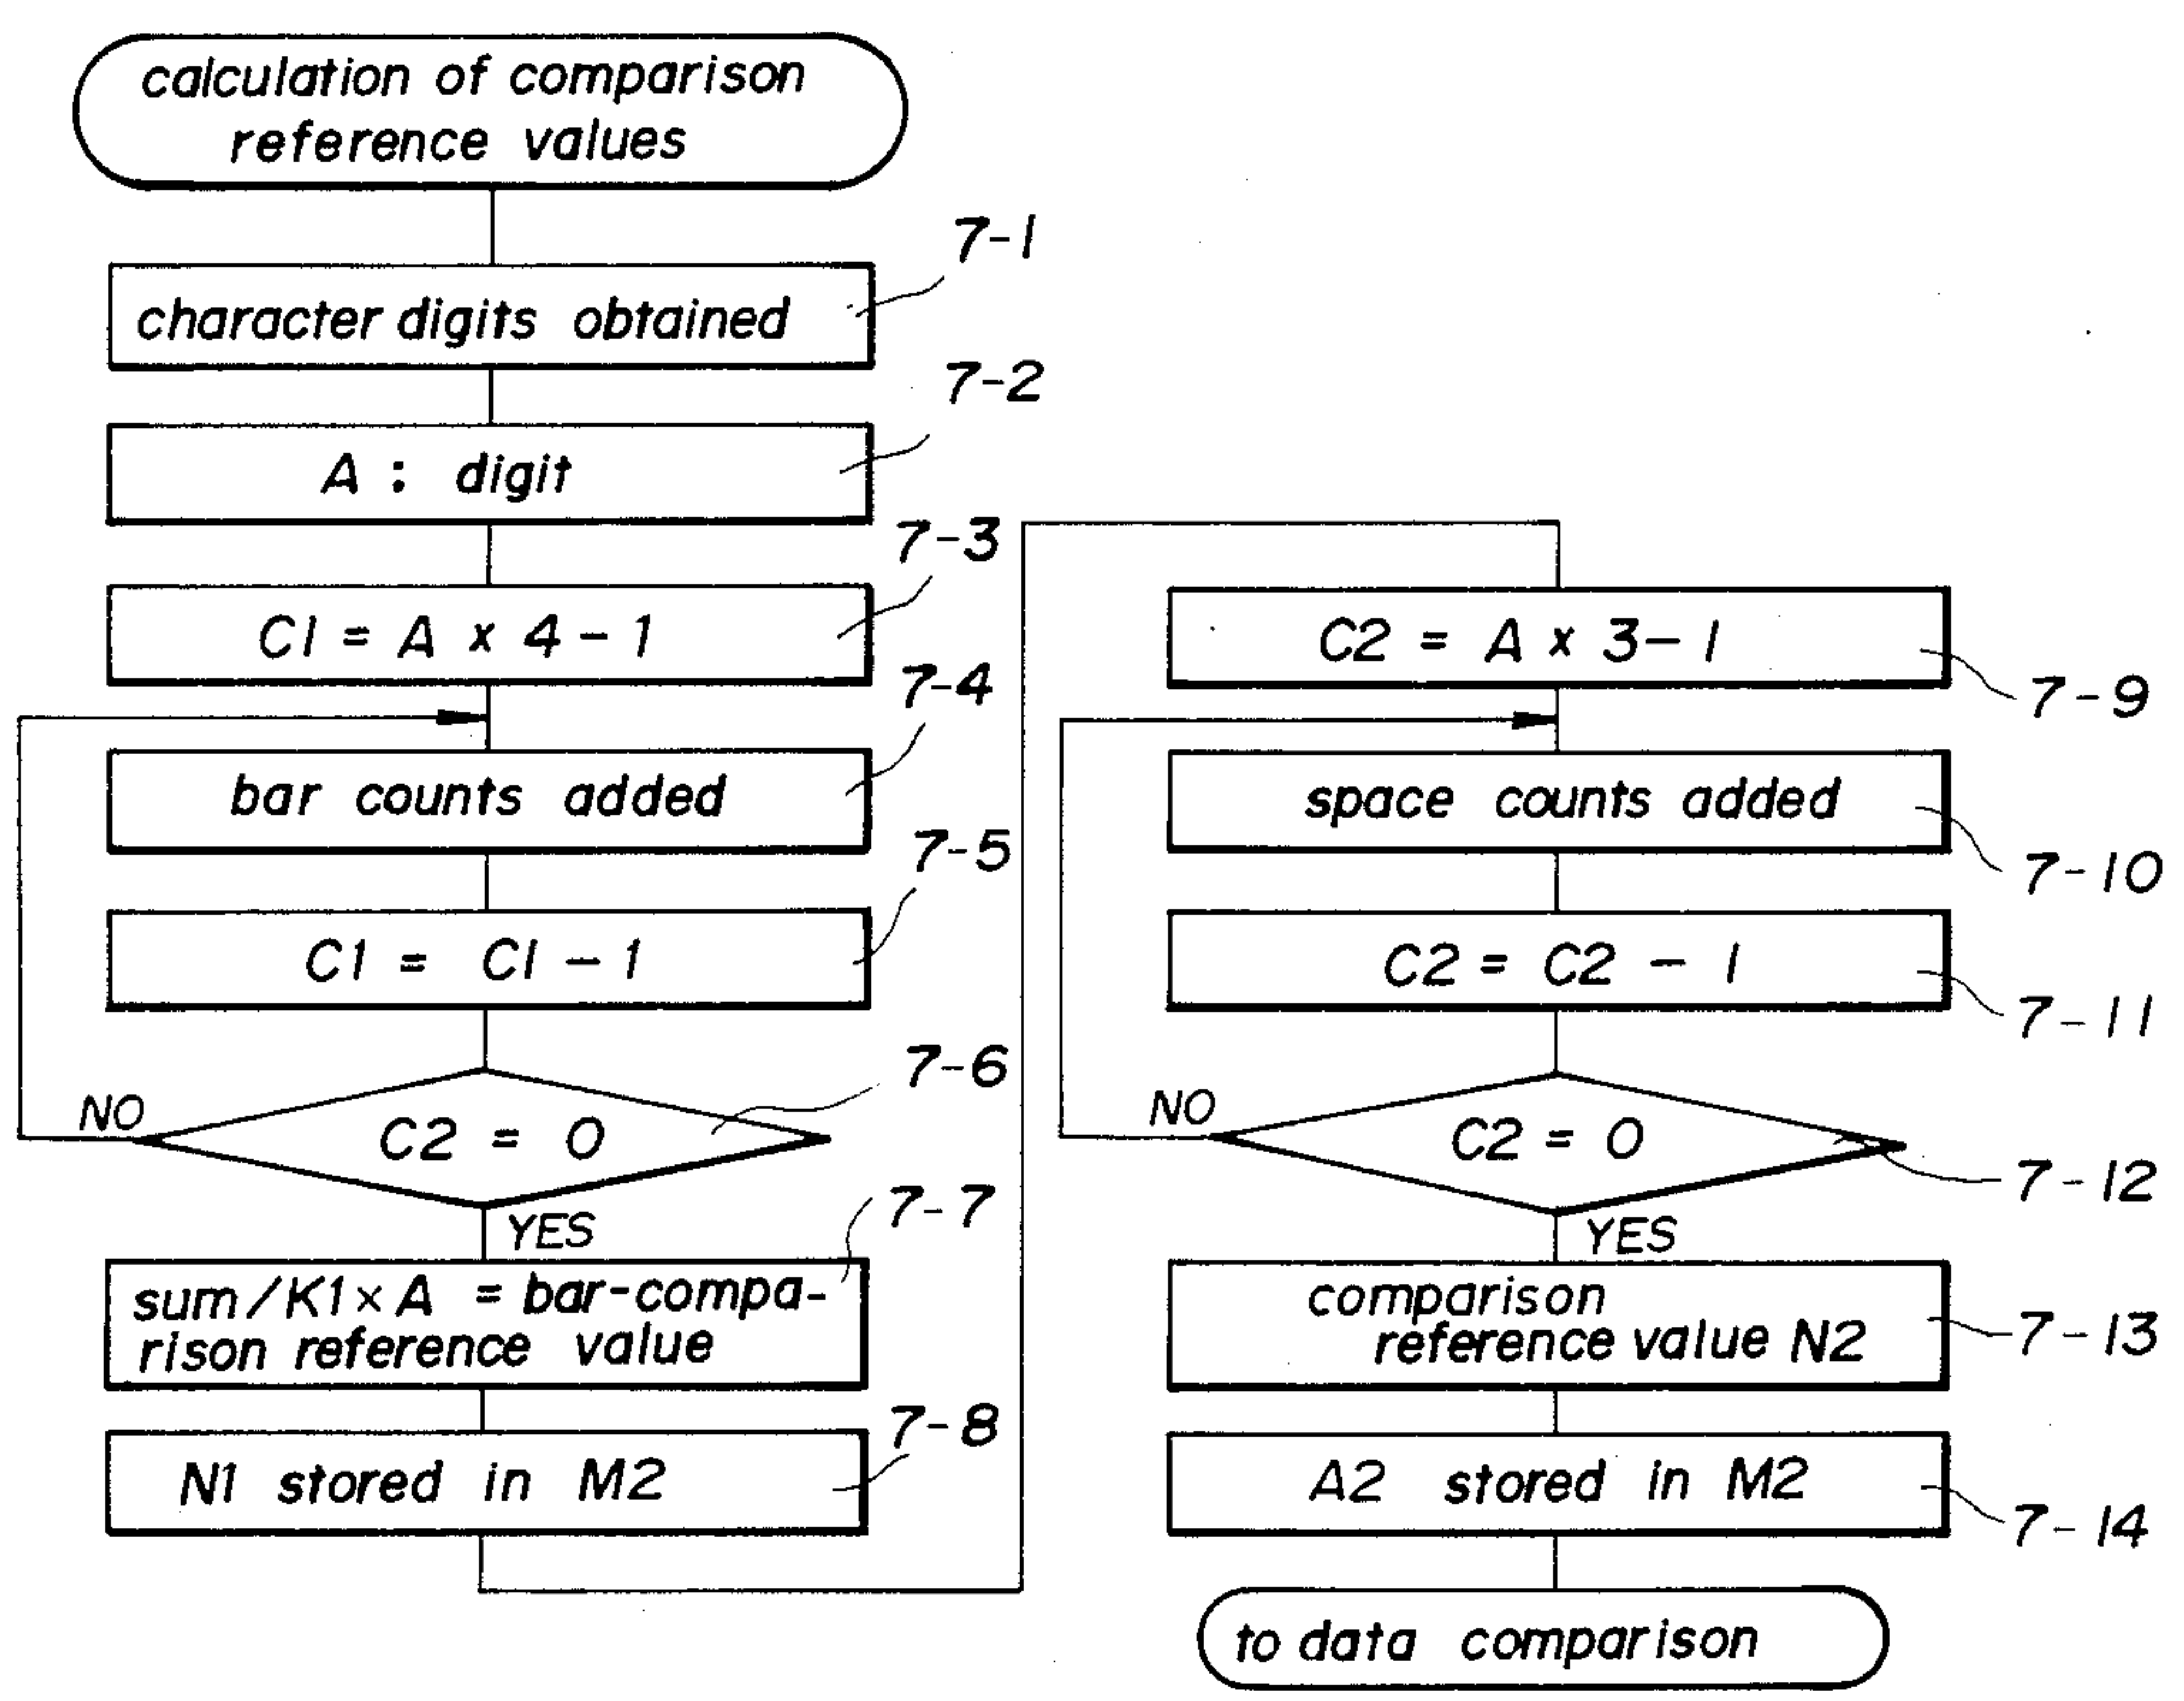 calculation of comparison
reference values
7-1
character digits obtained
7-2
A : digit
7-3
C1 = A x 4 - 1
7-4
bar counts added
7-5
C1 = C1 - 1
7-6
NO
C2 = 0
YES
7-7
sum/K1×A = bar-compa-
rison reference value
7-8
N1 stored in M2
C2 = A x 3-1
7-9
space counts added
7-10
C2 = C2 - 1
7-11
NO
C2 = 0
7-12
YES
comparison
reference value N2
7-13
A2 stored in M2
7-14
to data comparison